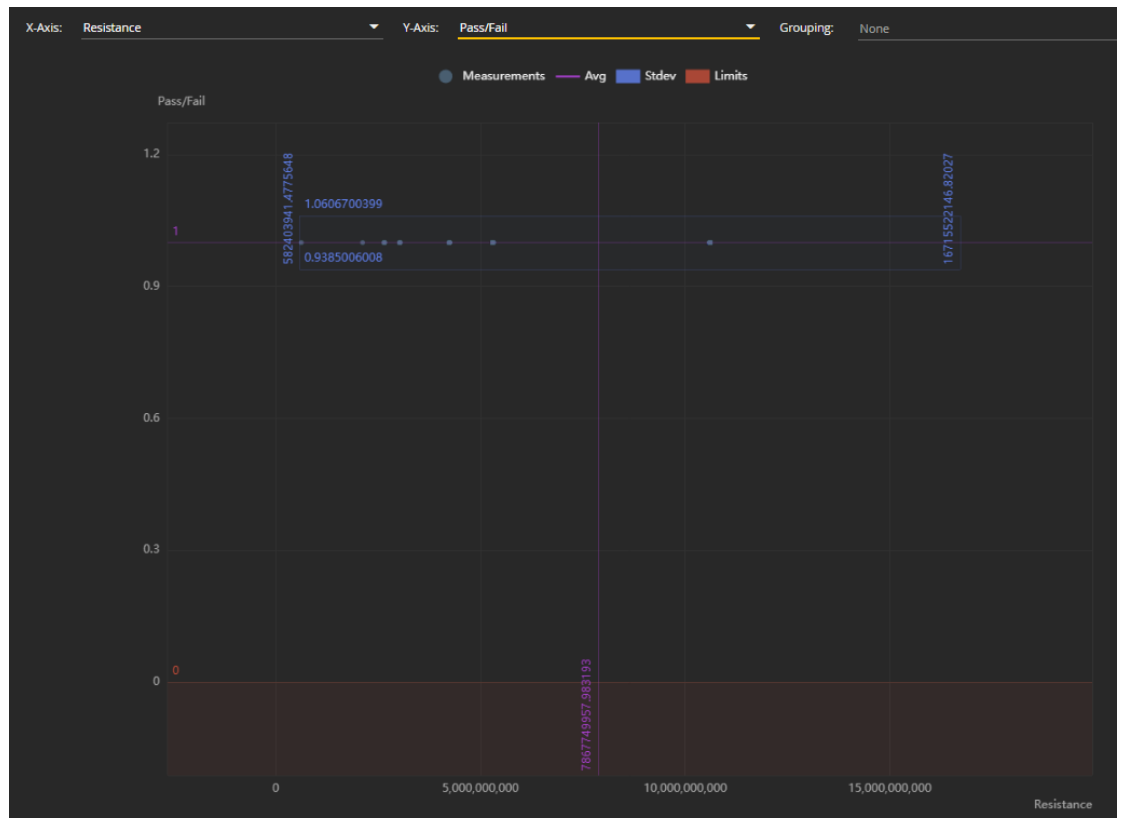 X-Axis: Resistance Y-Axis: Pass/Fail Grouping: None
Measurements Avg Stdev Limits
Pass/Fail
1.2
582403941.4775648
16715522146.82027
1.0606700399
1
0.9385006008
0.9
0.6
0.3
0
0
7867749957.983193
0 5,000,000,000 10,000,000,000 15,000,000,000
Resistance